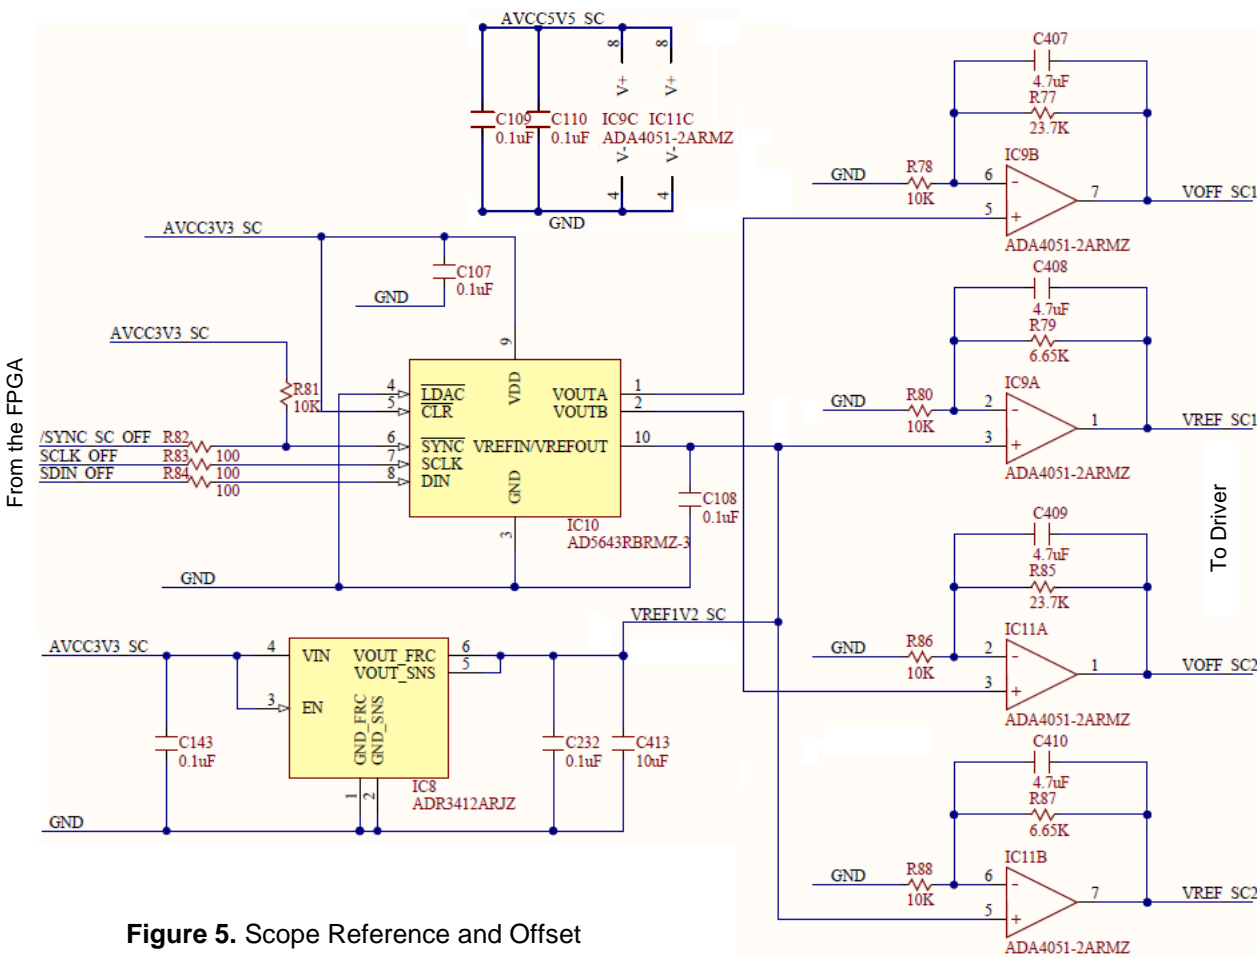 AVCC5V5_SC
8
8
V+
V+
C109
0.1uF
C110
0.1uF
IC9C
IC11C
ADA4051-2ARMZ
V-
V-
4
4
GND
C407
4.7uF
R77
23.7K
IC9B
GND
R78
10K
6
5
7
VOFF_SC1
ADA4051-2ARMZ
AVCC3V3_SC
C107
0.1uF
GND
C408
4.7uF
R79
6.65K
IC9A
GND
R80
10K
2
3
1
VREF_SC1
ADA4051-2ARMZ
AVCC3V3_SC
R81
10K
From the FPGA
/SYNC_SC_OFF
R82
SCLK_OFF
R83
100
SDIN_OFF
R84
100
100
9
VDD
4
LDAC
VOUTA
1
5
CLR
VOUTB
2
6
SYNC
VREFIN/VREFOUT
10
7
SCLK
8
DIN
GND
3
IC10
AD5643RBRMZ-3
C108
0.1uF
GND
To Driver
C409
4.7uF
R85
23.7K
IC11A
GND
R86
10K
2
3
1
VOFF_SC2
ADA4051-2ARMZ
VREF1V2_SC
AVCC3V3_SC
4
VIN
VOUT_FRC
6
VOUT_SNS
5
3
EN
GND_FRC
GND_SNS
1
2
IC8
ADR3412ARJZ
C143
0.1uF
C232
0.1uF
C413
10uF
GND
C410
4.7uF
R87
6.65K
IC11B
GND
R88
10K
6
5
7
VREF_SC2
ADA4051-2ARMZ
Figure 5. Scope Reference and Offset